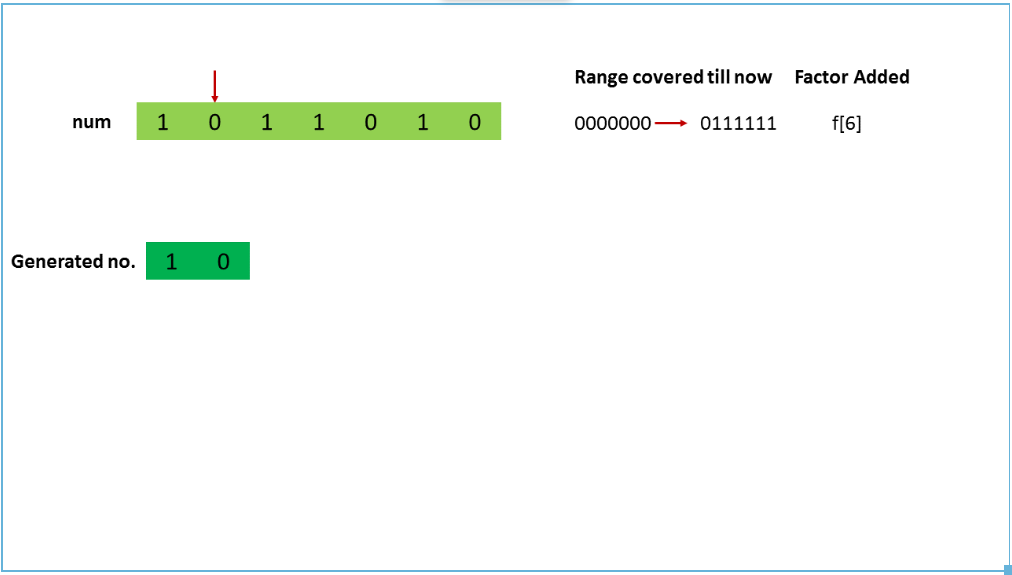 Range covered till now Factor Added
num 1 0 1 1 0 1 0 0000000 0111111 f[6]
Generated no. 1 0